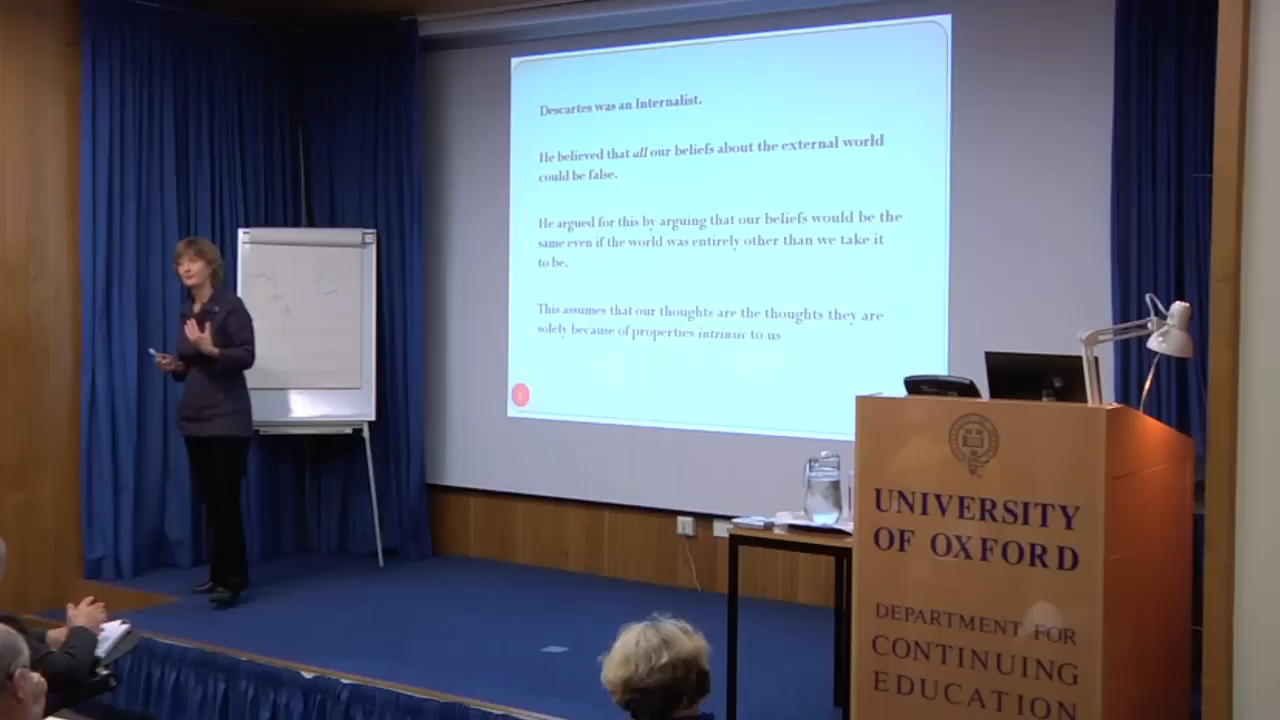 Descartes was an Internalist.
He believed that all our beliefs about the external world
could be false.
He argued for this by arguing that our beliefs would be the
same even if the world was entirely other than we take it
to be.
This assumes that our thoughts are the thoughts they are
solely because of properties intrinsic to us
UNIVERSITY
OF OXFORD
DEPARTMENT FOR
CONTINUING
EDUCATION